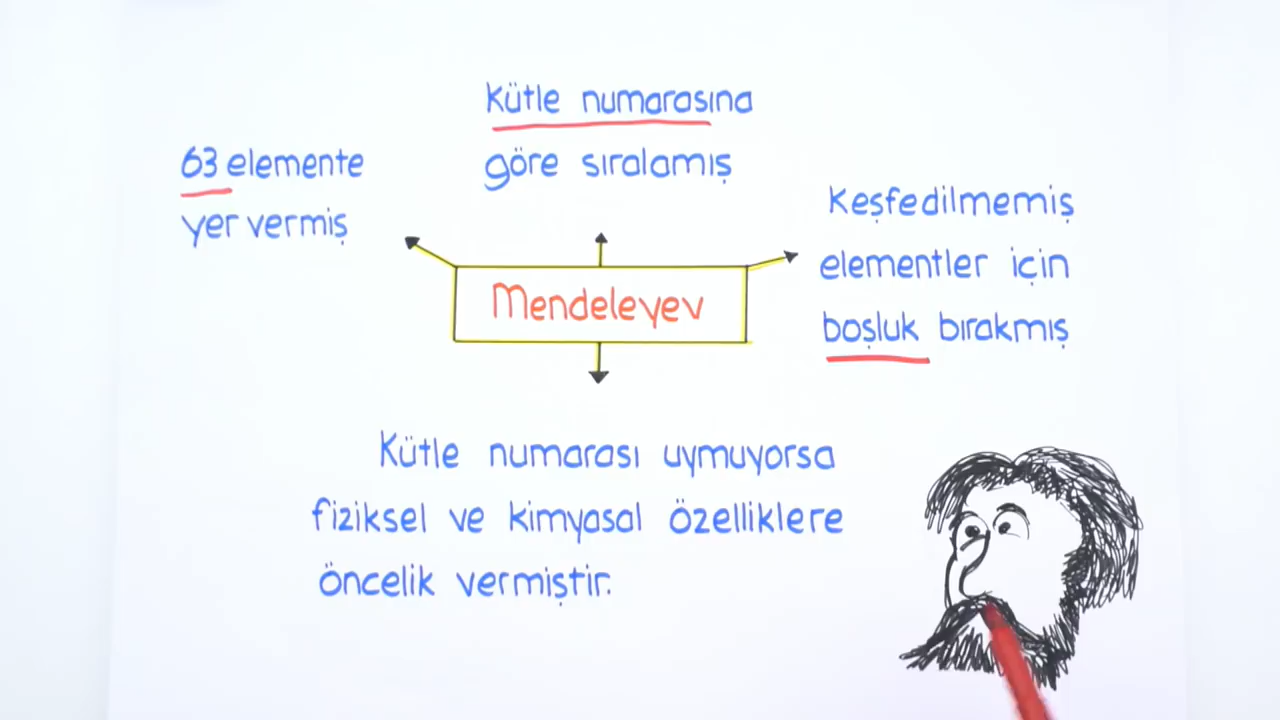 Kütle numarasına
göre sıralamış
63 elemente
yer vermiş
Keşfedilmemiş
elementler için
boşluk bırakmış
Mendeleyev
Kütle numarası uymuyorsa
fiziksel ve kimyasal özelliklere
öncelik vermiştir.